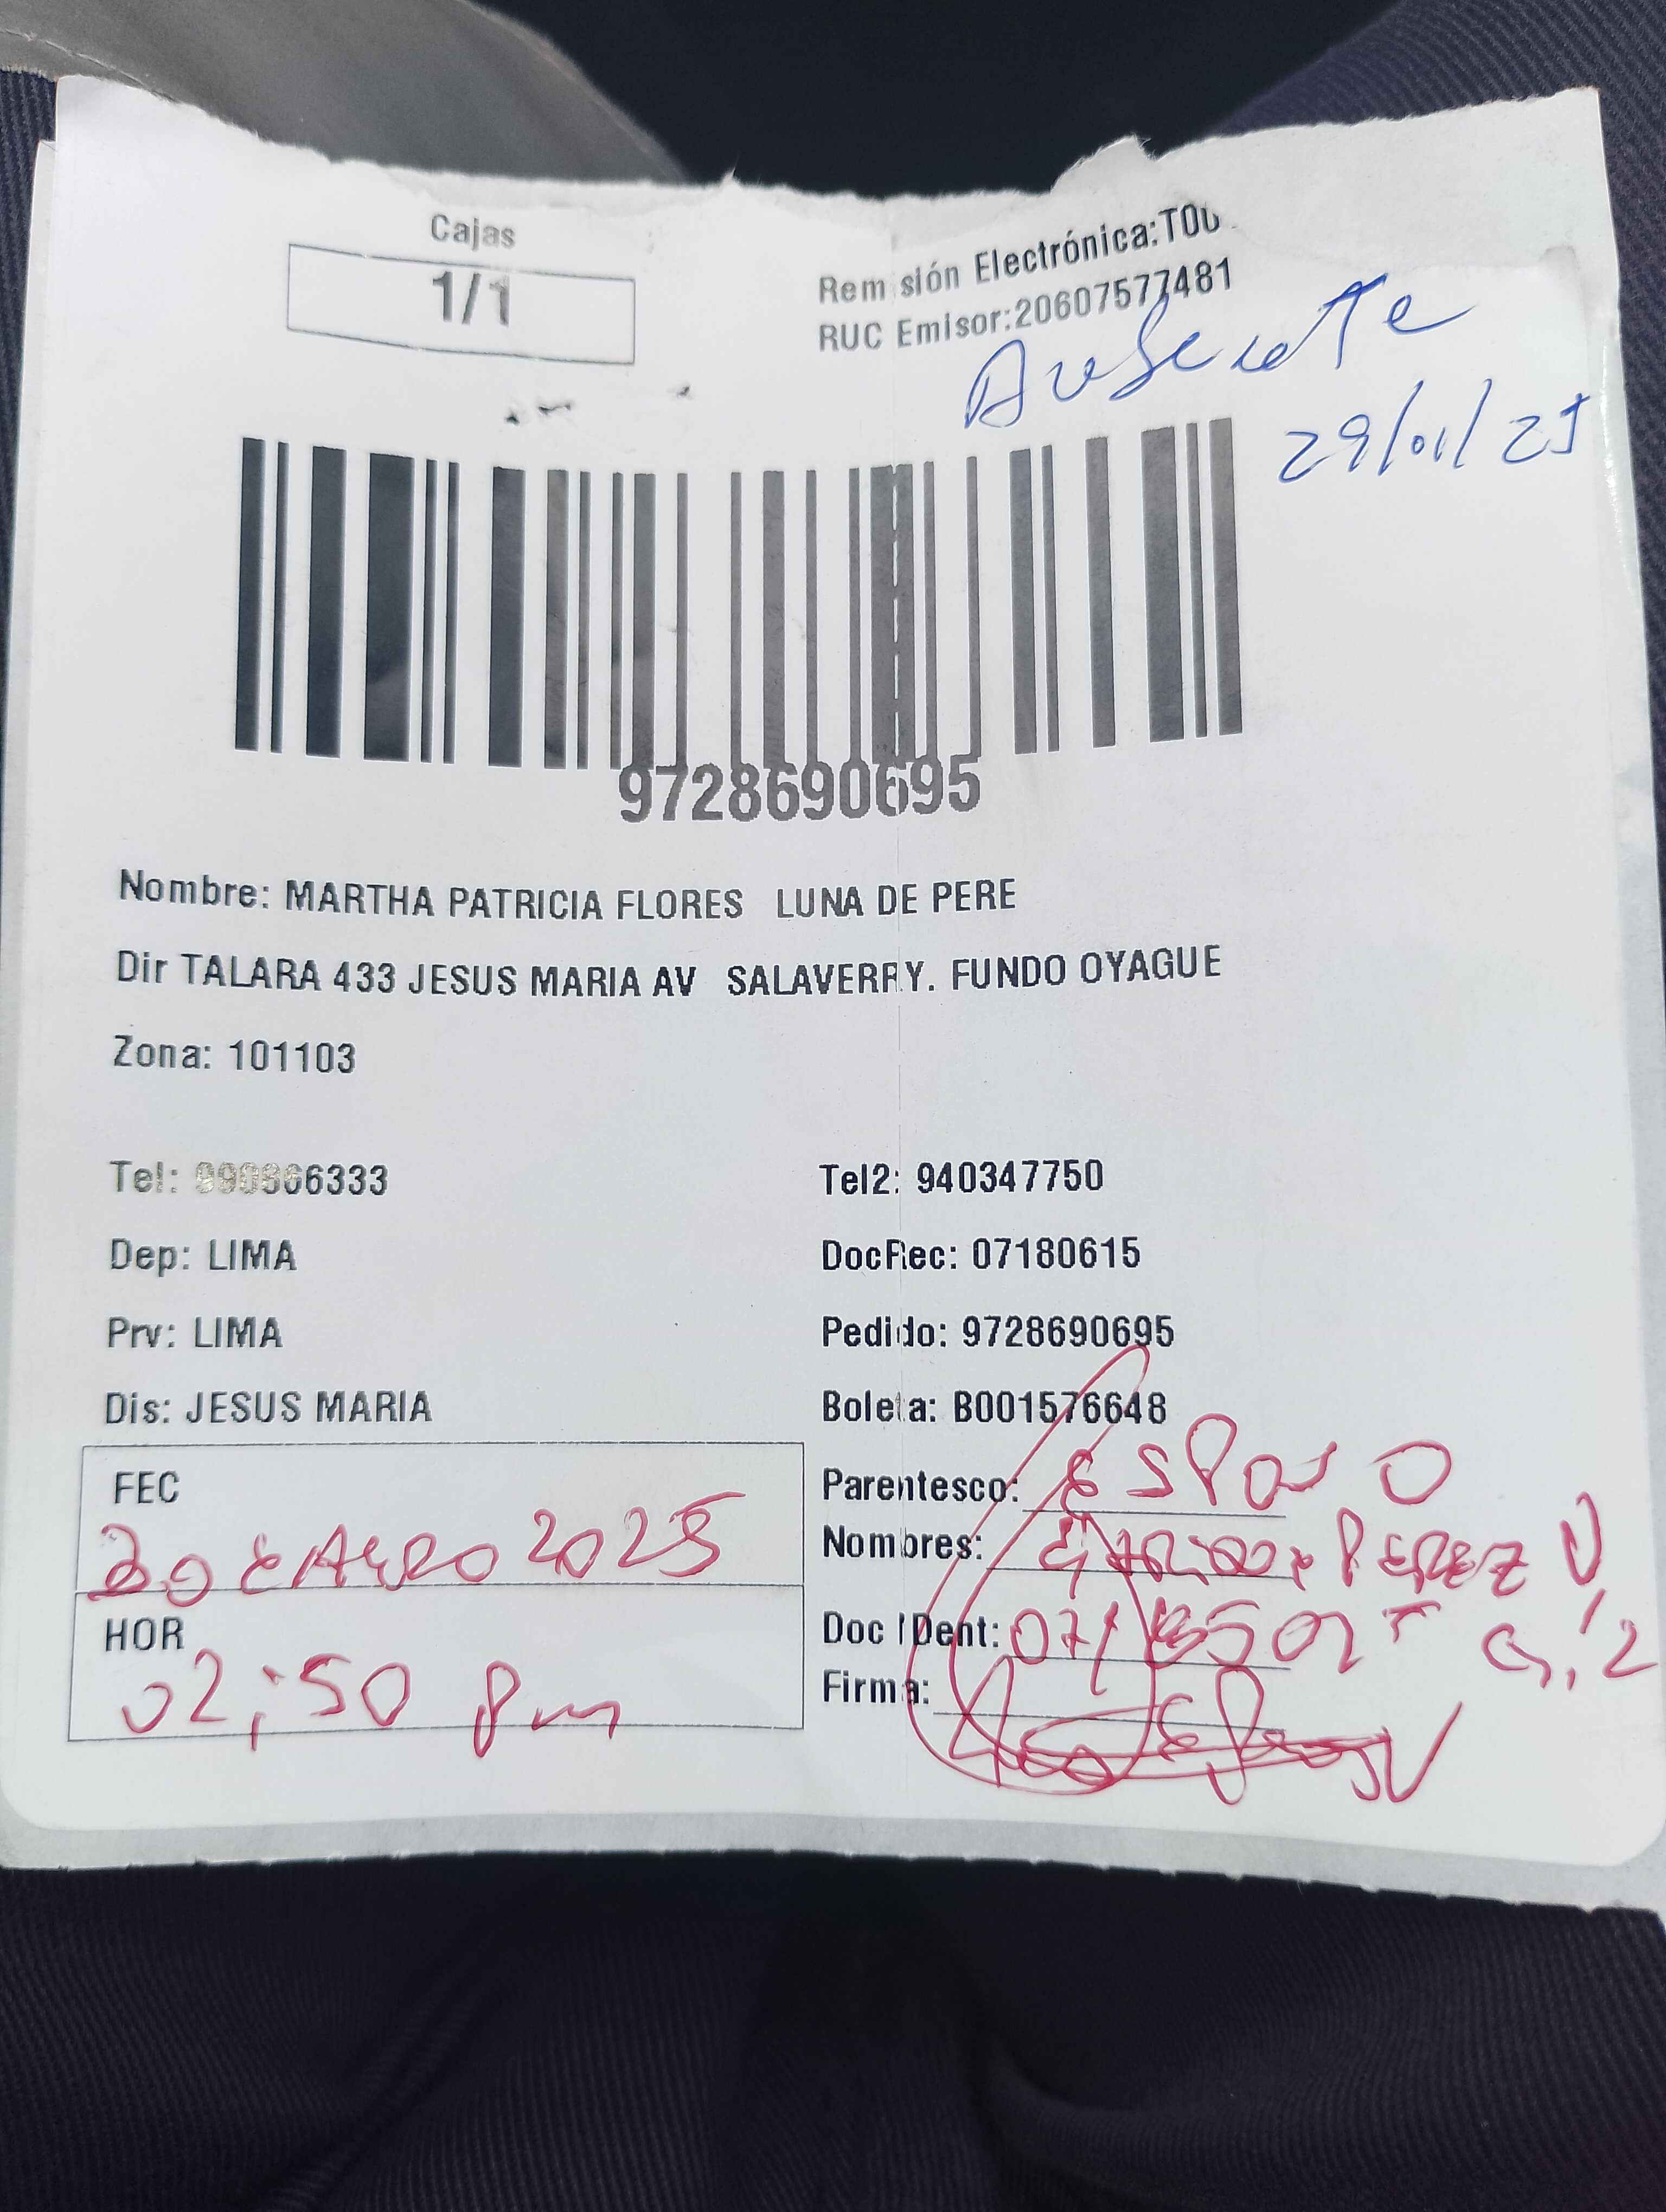 Cajas
1/1
Remisión Electrónica:T00
RUC Emisor:20607577481
Ausente
29/01/25
9728690695
Nombre: MARTHA PATRICIA FLORES LUNA DE PERE
Dir TALARA 433 JESUS MARIA AV SALAVERRY. FUNDO OYAGUE
Zona: 101103
Tel: 990866333
Tel2: 940347750
Dep: LIMA
DocRec: 07180615
Prv: LIMA
Pedido: 9728690695
Dis: JESUS MARIA
Boleta: B001576648
FEC
30 ENERO 2025
HOR
02:50 Pm
Parentesco: ESPOSO
Nombres: ENRIQUE PEREZ V
Doc IDent:
Firma: